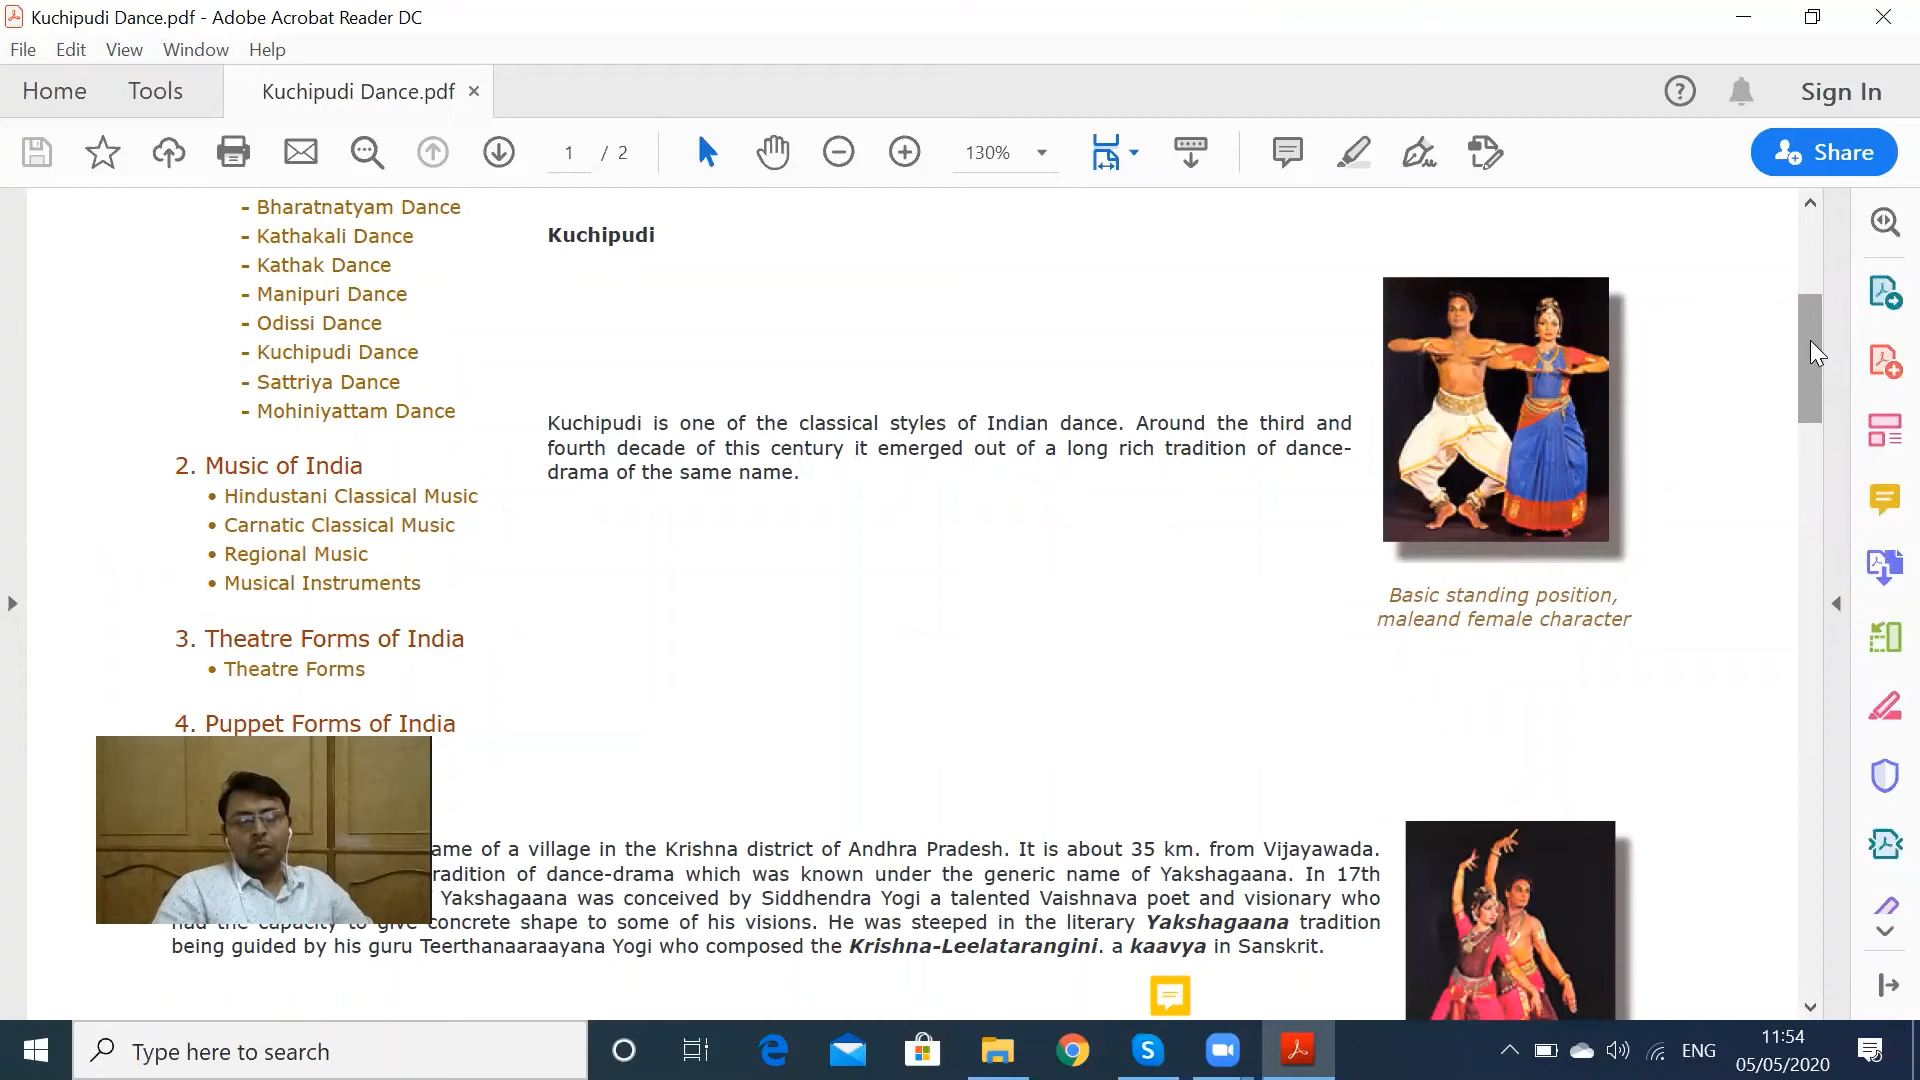 Kuchipudi Dance.pdf - Adobe Acrobat Reader DC
File Edit View Window Help
Home Tools Kuchipudi Dance.pdf × Sign In
1 / 2 130% Share
- Bharatnatyam Dance
- Kathakali Dance
- Kathak Dance
- Manipuri Dance
- Odissi Dance
- Kuchipudi Dance
- Sattriya Dance
- Mohiniyattam Dance
2. Music of India
• Hindustani Classical Music
• Carnatic Classical Music
• Regional Music
• Musical Instruments
3. Theatre Forms of India
• Theatre Forms
4. Puppet Forms of India
Kuchipudi
Kuchipudi is one of the classical styles of Indian dance. Around the third and
fourth decade of this century it emerged out of a long rich tradition of dance-
drama of the same name.
Basic standing position,
maleand female character
ame of a village in the Krishna district of Andhra Pradesh. It is about 35 km. from Vijayawada.
radition of dance-drama which was known under the generic name of Yakshagaana. In 17th
Yakshagaana was conceived by Siddhendra Yogi a talented Vaishnava poet and visionary who
had the capacity to give concrete shape to some of his visions. He was steeped in the literary Yakshagaana tradition
being guided by his guru Teerthanaaraayana Yogi who composed the Krishna-Leelatarangini. a kaavya in Sanskrit.
Type here to search
ENG
11:54
05/05/2020